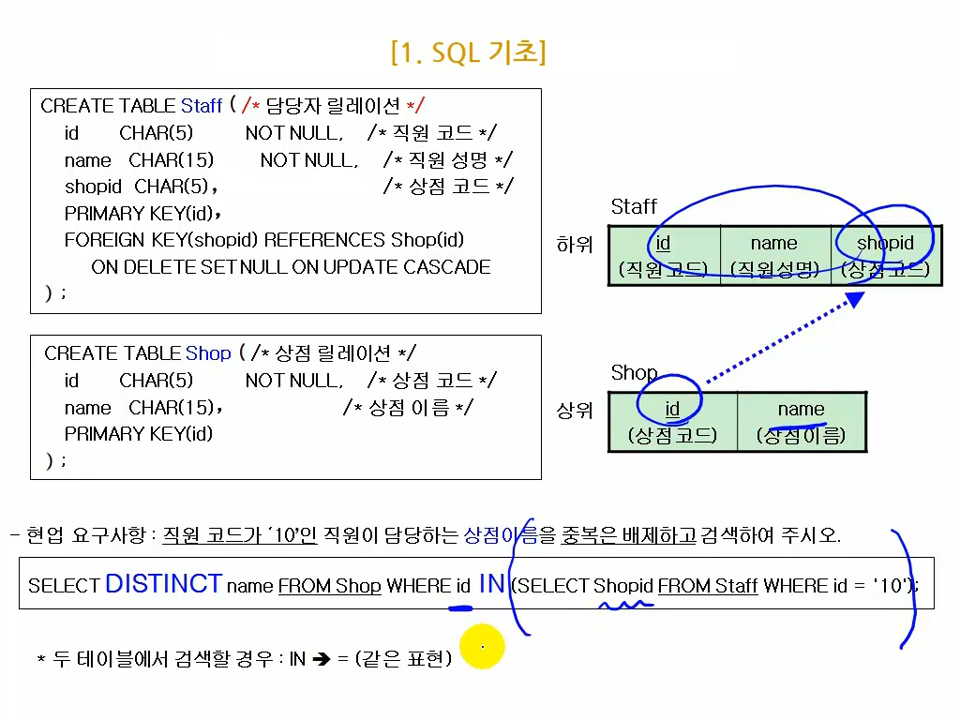 [1. SQL 기초]
CREATE TABLE Staff ( /* 담당자 릴레이션 */
id CHAR(5) NOT NULL, /* 직원 코드 */
name CHAR(15) NOT NULL, /* 직원 성명 */
shopid CHAR(5), /* 상점 코드 */
PRIMARY KEY(id),
FOREIGN KEY(shopid) REFERENCES Shop(id)
ON DELETE SET NULL ON UPDATE CASCADE
) ;
Staff
하위 id name shopid
(직원 코드) (직원성명) (상점코드)
CREATE TABLE Shop ( /* 상점 릴레이션 */
id CHAR(5) NOT NULL, /* 상점 코드 */
name CHAR(15), /* 상점 이름 */
PRIMARY KEY(id)
) ;
Shop
상위 id name
(상점코드) (상점이름)
- 현업 요구사항 : 직원 코드가 ‘10’인 직원이 담당하는 상점이름을 중복은 배제하고 검색하여 주시오.
SELECT DISTINCT name FROM Shop WHERE id IN (SELECT Shopid FROM Staff WHERE id = '10');
* 두 테이블에서 검색할 경우 : IN ➔ = (같은 표현)